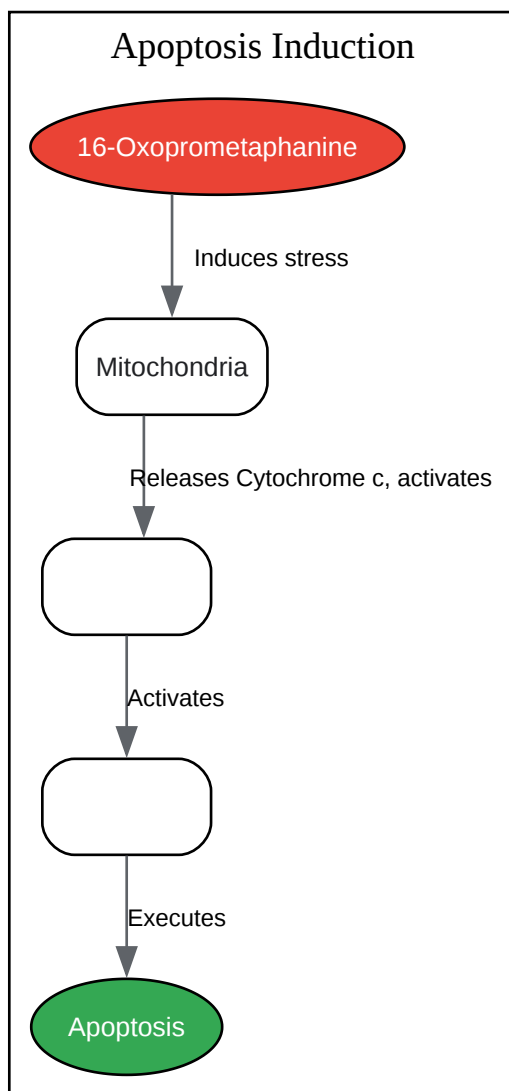 Apoptosis Induction
16-Oxoprometaphanine
Induces stress
Mitochondria
Releases Cytochrome c, activates
Activates
Executes
Apoptosis